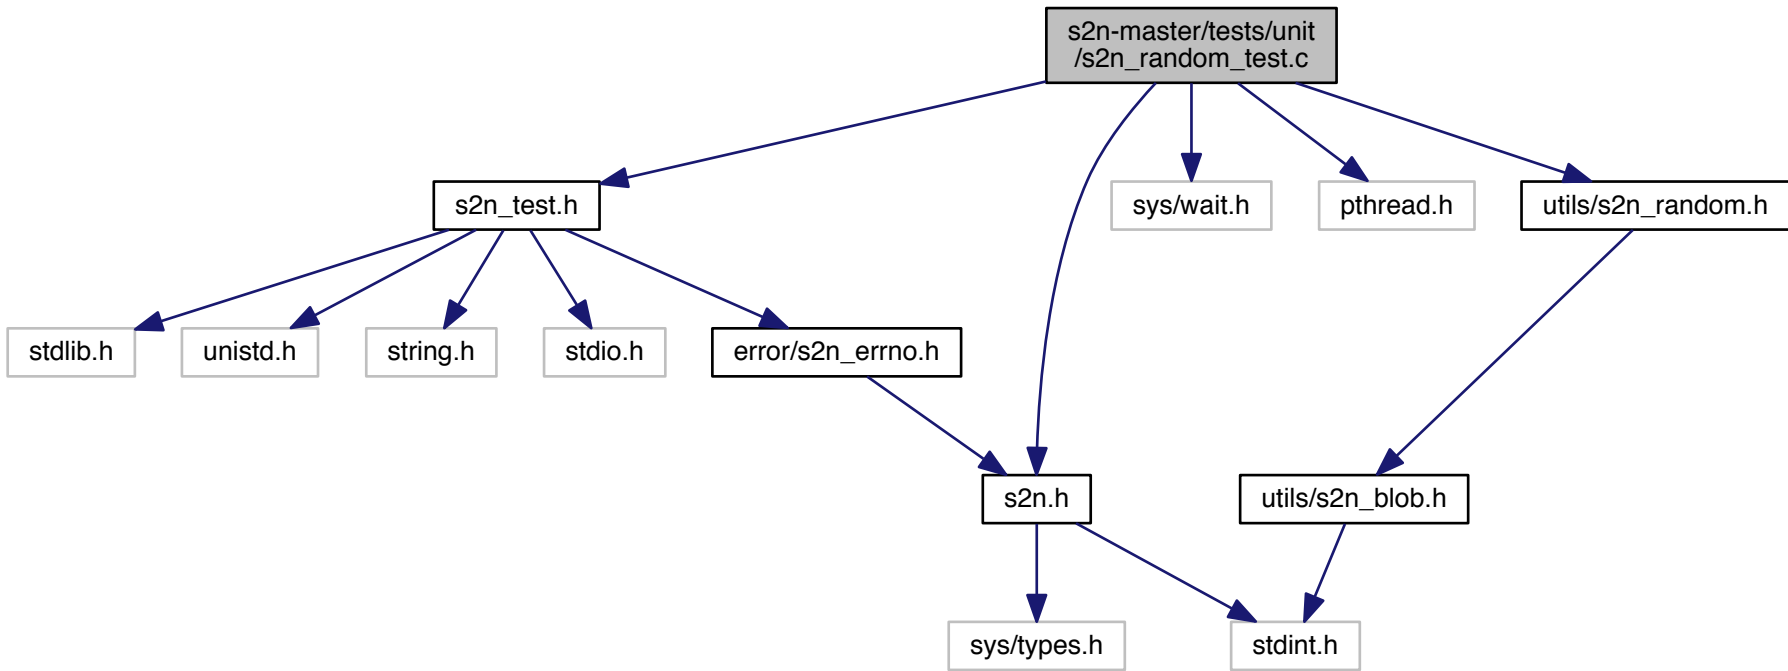 s2n-master/tests/unit
/s2n_random_test.c
s2n_test.h
sys/wait.h
pthread.h
utils/s2n_random.h
stdlib.h
unistd.h
string.h
stdio.h
error/s2n_errno.h
s2n.h
utils/s2n_blob.h
sys/types.h
stdint.h